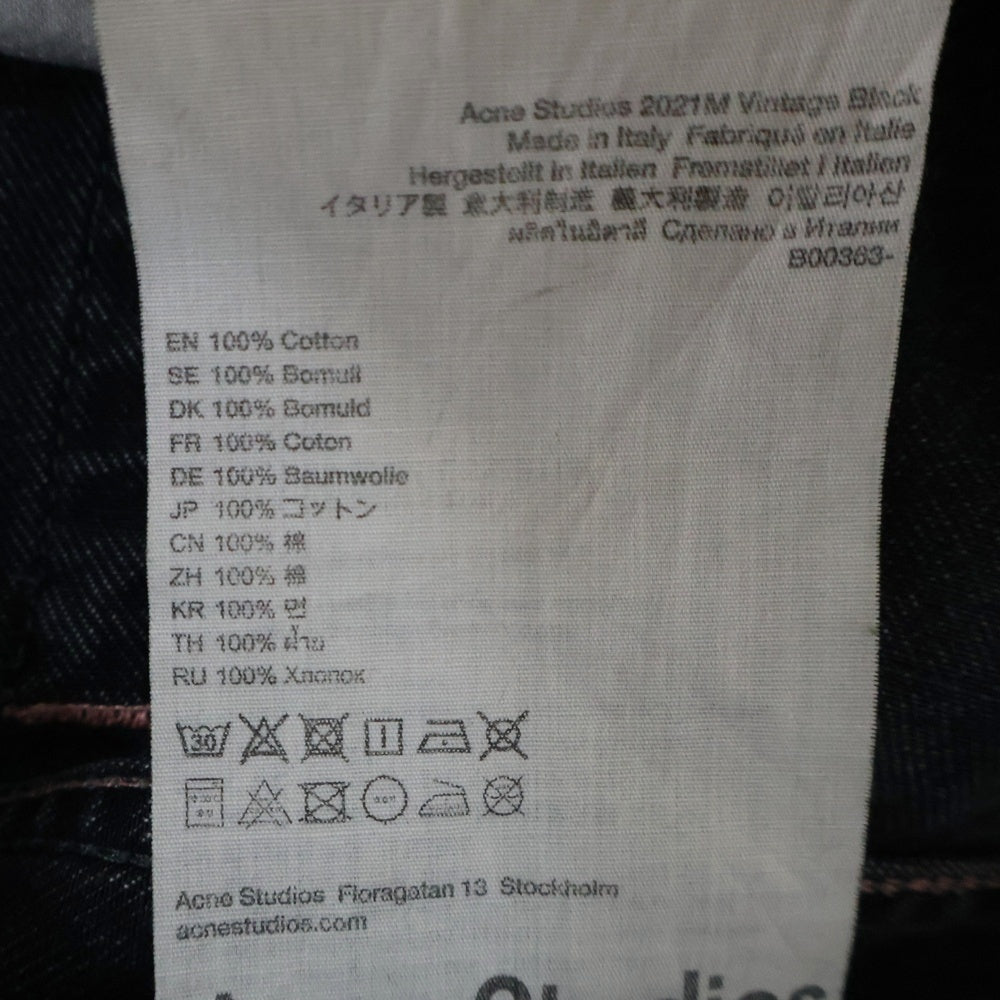 Acne Studios 2021M Vintage Black
Made in Italy Fabriqué en Italie
Hergestellt in Italien Fremstillet i Italien
イタリア製 意大利制造 義大利製造 이탈리아산
ผลิตในอิตาลี Сделано в Италии
B00363-
EN 100% Cotton
SE 100% Bomull
DK 100% Bomuld
FR 100% Coton
DE 100% Baumwolle
JP 100% コットン
CN 100% 棉
ZH 100% 棉
KR 100% 면
TH 100% ฝ้าย
RU 100% Хлопок
30
Acne Studios Floragatan 13 Stockholm
acnestudios.com